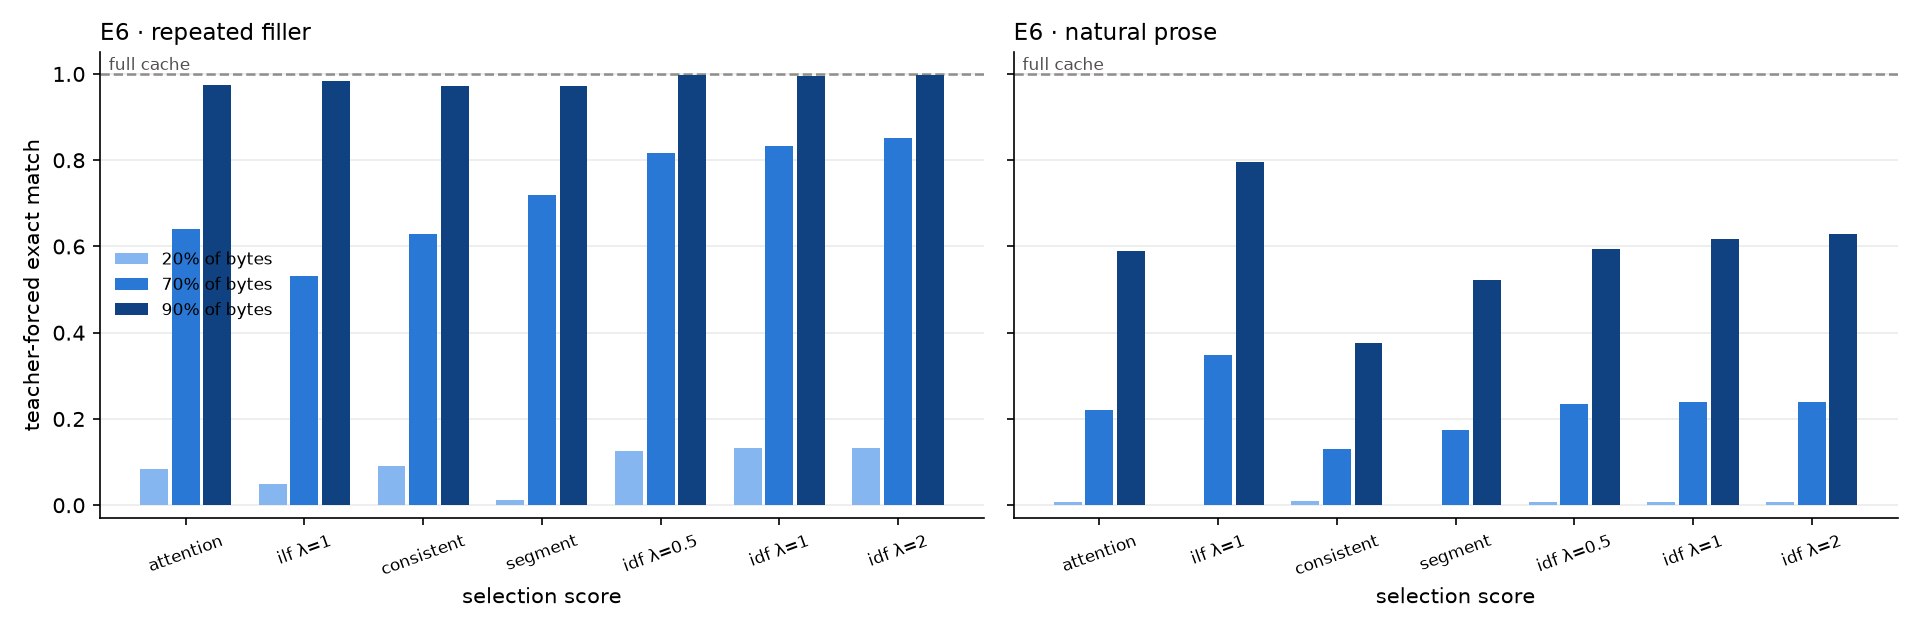 E6 · repeated filler
full cache
1.0
0.8
0.6
0.4
0.2
0.0
teacher-forced exact match
20% of bytes
70% of bytes
90% of bytes
attention
ilf λ=1
consistent
segment
idf λ=0.5
idf λ=1
idf λ=2
selection score
E6 · natural prose
full cache
attention
ilf λ=1
consistent
segment
idf λ=0.5
idf λ=1
idf λ=2
selection score